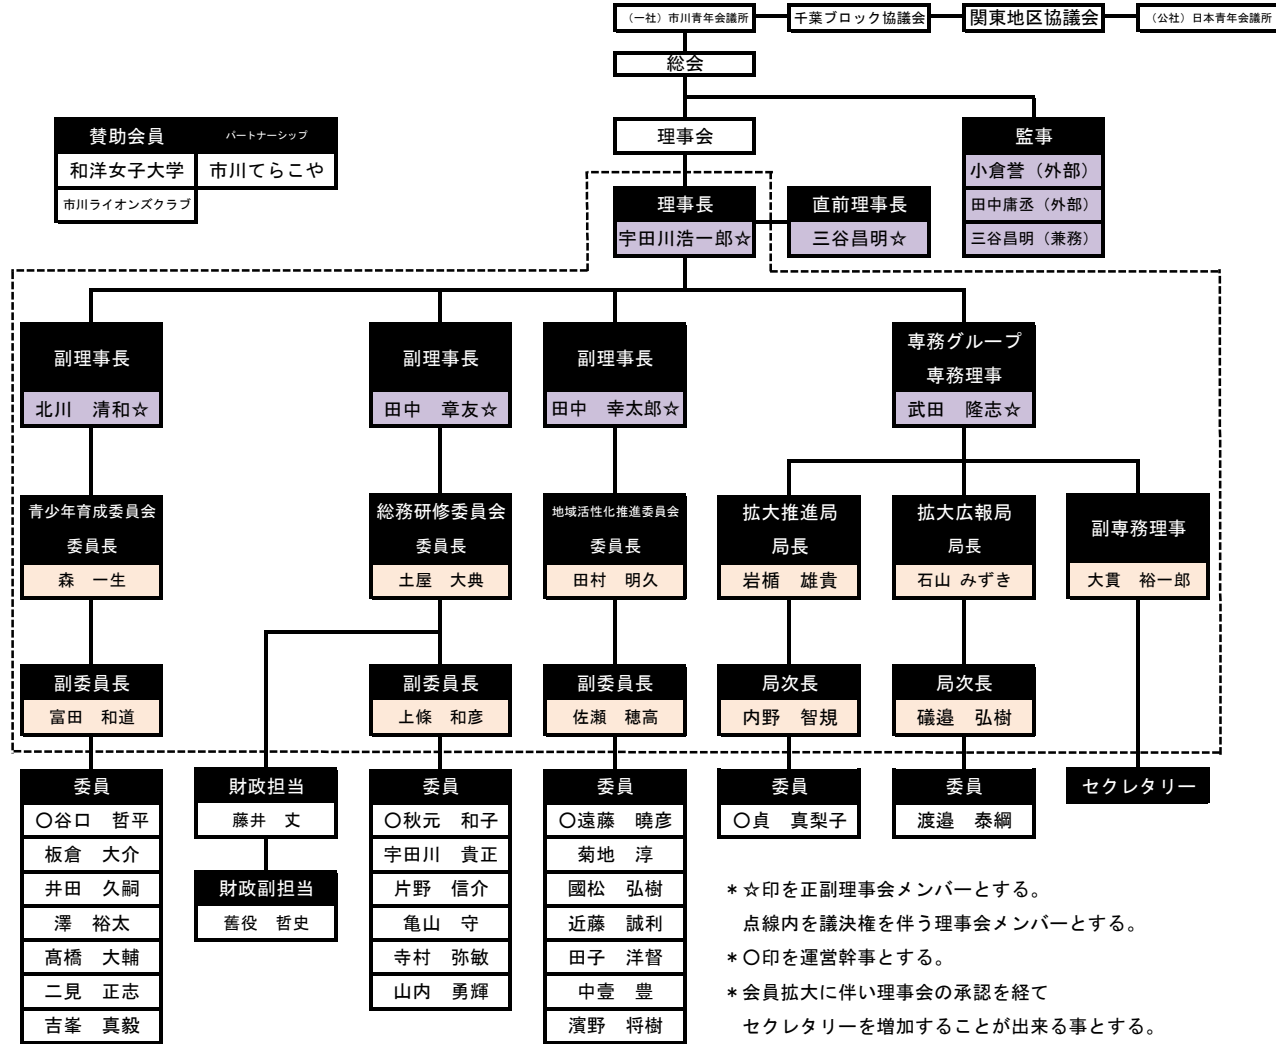 （一社）市川青年会議所
千葉ブロック協議会
関東地区協議会
（公社）日本青年会議所
総会
理事会
監事
小倉誉（外部）
田中庸丞（外部）
三谷昌明（兼務）
賛助会員
パートナーシップ
和洋女子大学
市川てらこや
市川ライオンズクラブ
理事長
宇田川浩一郎☆
直前理事長
三谷昌明☆
副理事長
北川　清和☆
副理事長
田中　章友☆
副理事長
田中　幸太郎☆
専務グループ
専務理事
武田　隆志☆
青少年育成委員会
委員長
森　一生
総務研修委員会
委員長
土屋　大典
地域活性化推進委員会
委員長
田村　明久
拡大推進局
局長
岩楯　雄貴
拡大広報局
局長
石山 みずき
副専務理事
大貫　裕一郎
副委員長
富田　和道
副委員長
上條　和彦
副委員長
佐瀬　穂高
局次長
内野　智規
局次長
礒邉　弘樹
委員
〇谷口　哲平
板倉　大介
井田　久嗣
澤　裕太
髙橋　大輔
二見　正志
吉峯　真毅
財政担当
藤井　丈
財政副担当
舊役　哲史
委員
〇秋元　和子
宇田川　貴正
片野　信介
亀山　守
寺村　弥敏
山内　勇輝
委員
〇遠藤　曉彦
菊地　淳
國松　弘樹
近藤　誠利
田子　洋督
中壹　豊
濱野　将樹
委員
〇貞　真梨子
委員
渡邉　泰綱
セクレタリー
＊☆印を正副理事会メンバーとする。
点線内を議決権を伴う理事会メンバーとする。
＊〇印を運営幹事とする。
＊会員拡大に伴い理事会の承認を経て
セクレタリーを増加することが出来る事とする。